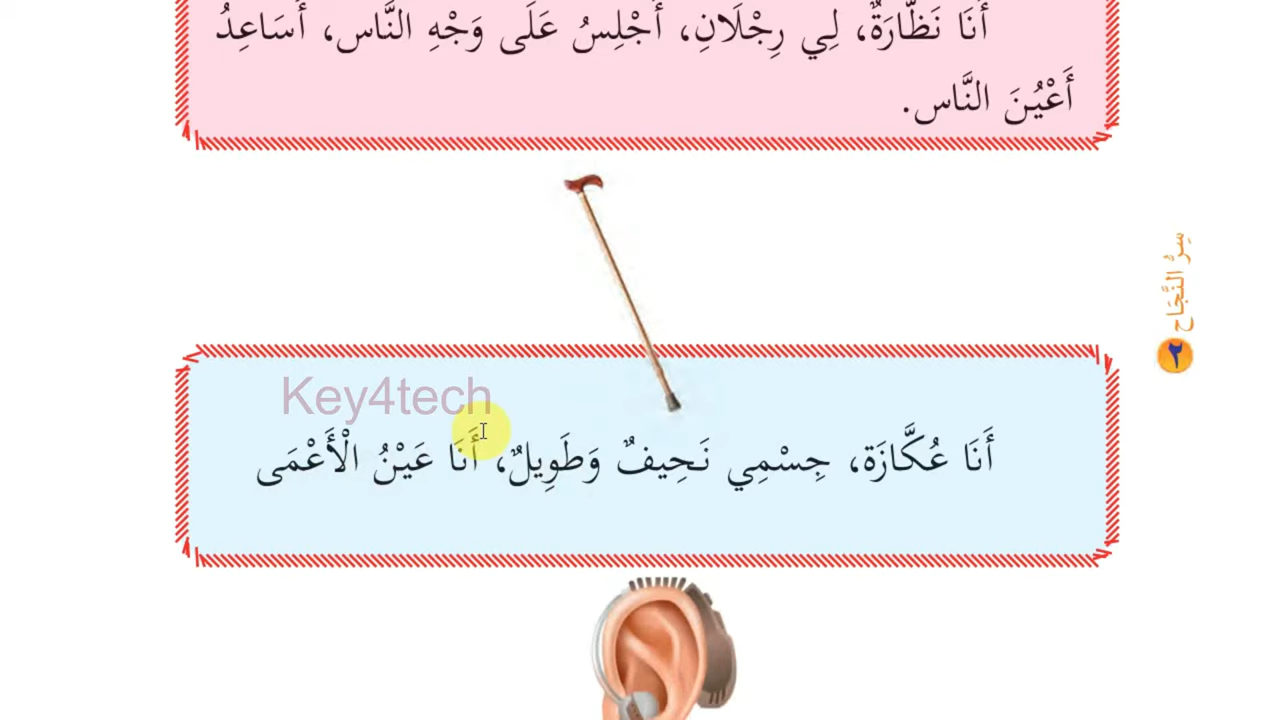 أَنَا نَظَّارَةٌ، لِي رِجْلَانِ، أَجْلِسُ عَلَى وَجْهِ النَّاس، أَسَاعِدُ
أَعْيُنَ النَّاس.
سِرُّ النَّجَاح ٢
Key4tech
أَنَا عُكَّازَة، جِسْمِي نَحِيفٌ وَطَوِيلٌ، أَنَا عَيْنُ الْأَعْمَى